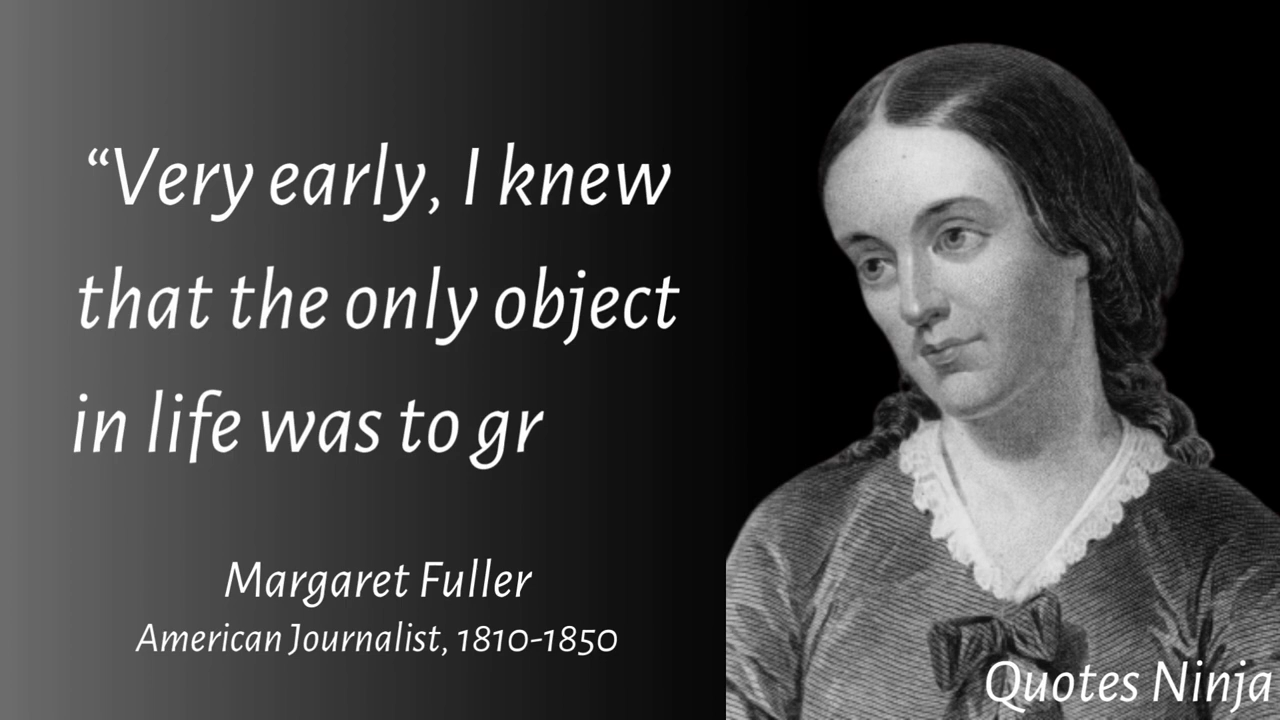 “Very early, I knew
that the only object
in life was to gr
Margaret Fuller
American Journalist, 1810-1850
Quotes Ninja